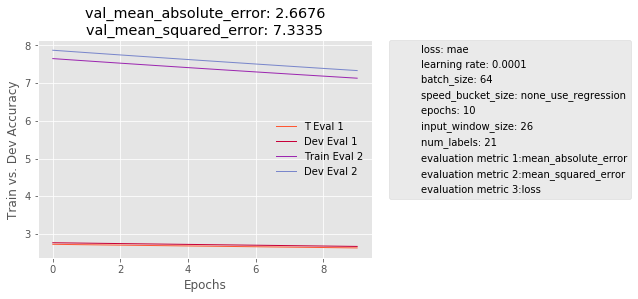 val_mean_absolute_error: 2.6676
val_mean_squared_error: 7.3335
Train vs. Dev Accuracy
8
7
6
5
4
3
0
2
4
6
8
Epochs
T Eval 1
Dev Eval 1
Train Eval 2
Dev Eval 2
loss: mae
learning rate: 0.0001
batch_size: 64
speed_bucket_size: none_use_regression
epochs: 10
input_window_size: 26
num_labels: 21
evaluation metric 1:mean_absolute_error
evaluation metric 2:mean_squared_error
evaluation metric 3:loss